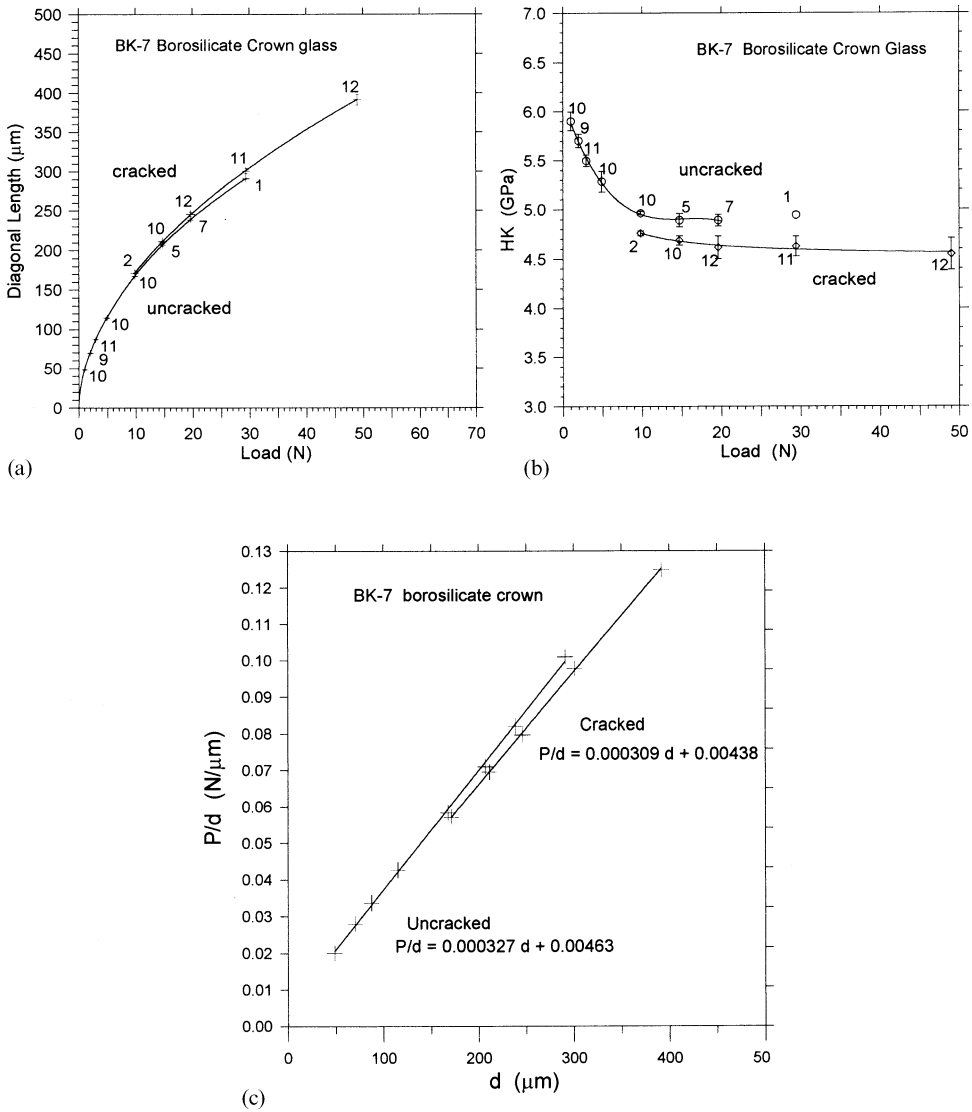 BK-7 Borosilicate Crown glass
500
450
400
350
300
250
200
150
100
50
0
Diagonal Length (μm)
12
11
cracked
1
12
7
10
5
2
10
uncracked
10
11
9
10
0 10 20 30 40 50 60 70
Load (N)
(a)
BK-7 Borosilicate Crown Glass
7.0
6.5
6.0
5.5
5.0
4.5
4.0
3.5
3.0
HK (GPa)
10
9
11
10
uncracked
10 5 7 1
2 10 12 11 12
cracked
0 10 20 30 40 50
Load (N)
(b)
BK-7 borosilicate crown
0.13
0.12
0.11
0.10
0.09
0.08
0.07
0.06
0.05
0.04
0.03
0.02
0.01
0.00
P/d (N/μm)
Cracked
P/d = 0.000309 d + 0.00438
Uncracked
P/d = 0.000327 d + 0.00463
0 100 200 300 400 50
d (μm)
(c)